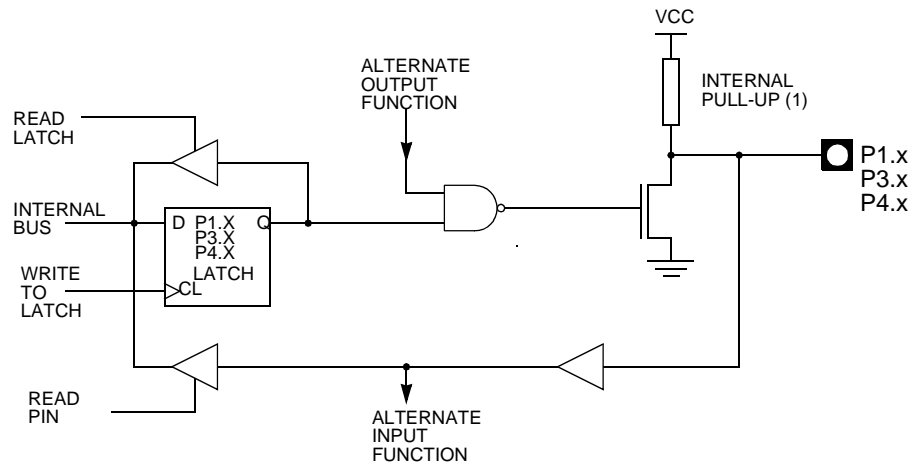 VCC
ALTERNATE
OUTPUT
FUNCTION
INTERNAL
PULL-UP (1)
READ
LATCH
P1.x
P3.x
P4.x
INTERNAL
BUS
D P1.X Q
P3.X
P4.X
LATCH
CL
WRITE
TO
LATCH
READ
PIN
ALTERNATE
INPUT
FUNCTION